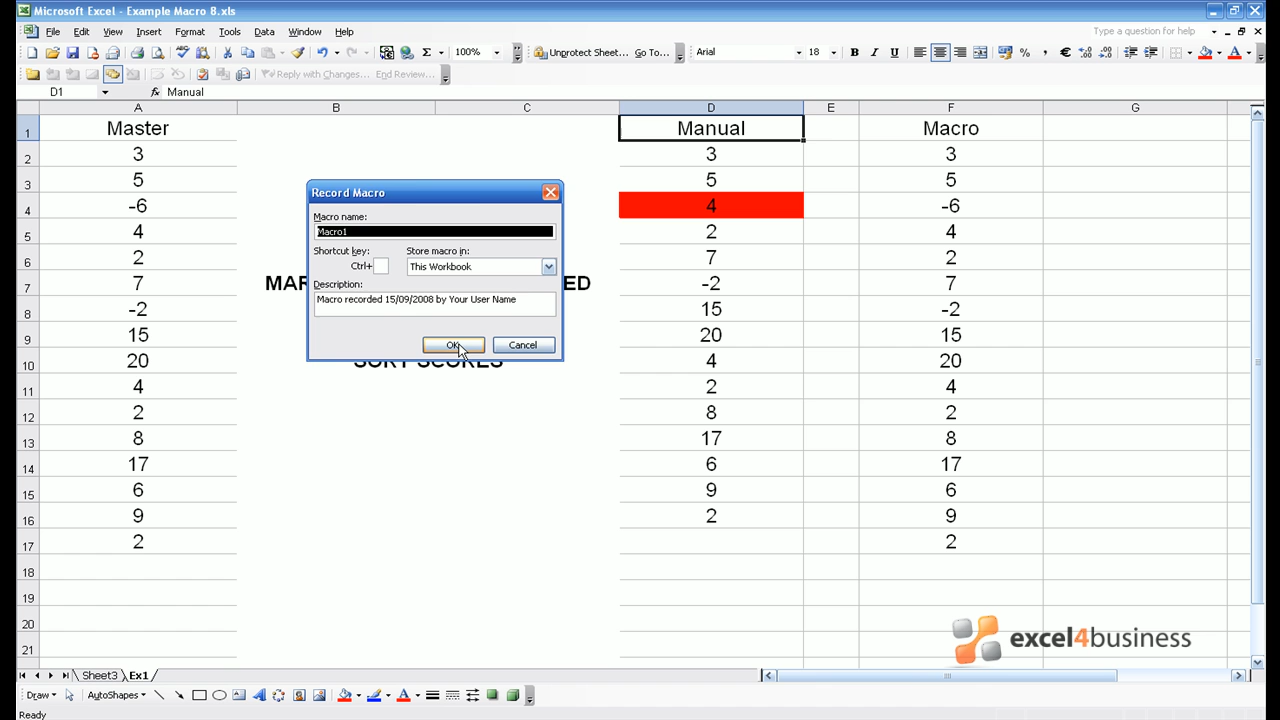 Microsoft Excel - Example Macro B.xls
File Edit View Insert Format Tools Data Window Help
Type a question for help
100% Unprotect Sheet... Go To... Arial 18 B I U
Reply with Changes... End Review...
D1 fx Manual
A B C D E F G
1 Master Manual Macro
2 3 3 3
3 5 5 5
4 -6 4 -6
5 4 2 4
6 2 7 2
7 7 MAR ED -2 7
8 -2 15 -2
9 15 20 15
10 20 SORT SCORES 4 20
11 4 2 4
12 2 8 2
13 8 17 8
14 17 6 17
15 6 9 6
16 9 2 9
17 2 2
18
19
20
21
Record Macro
Macro name:
Macro1
Shortcut key: Store macro in:
Ctrl+ This Workbook
Description:
Macro recorded 15/09/2008 by Your User Name
OK Cancel
excel4business
Sheet3 Ex1
Draw AutoShapes
Ready